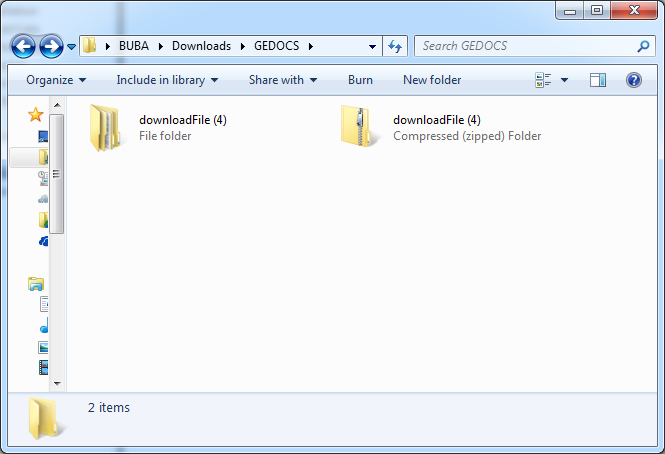 BUBA Downloads GEDOCS
Search GEDOCS
Organize Include in library Share with Burn New folder
downloadFile (4)
File folder
downloadFile (4)
Compressed (zipped) Folder
2 items